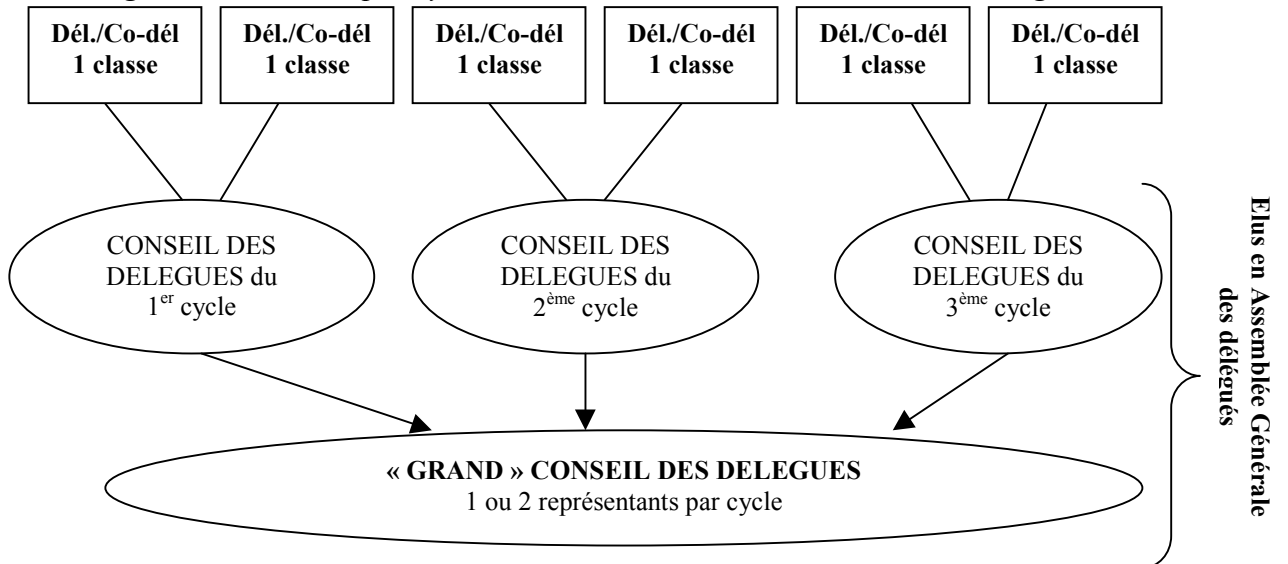 Dél./Co-dél
1 classe
Dél./Co-dél
1 classe
Dél./Co-dél
1 classe
Dél./Co-dél
1 classe
Dél./Co-dél
1 classe
Dél./Co-dél
1 classe
CONSEIL DES
DELEGUES du
1er cycle
CONSEIL DES
DELEGUES du
2ème cycle
CONSEIL DES
DELEGUES du
3ème cycle
« GRAND » CONSEIL DES DELEGUES
1 ou 2 représentants par cycle
Elus en Assemblée Générale
des délégués